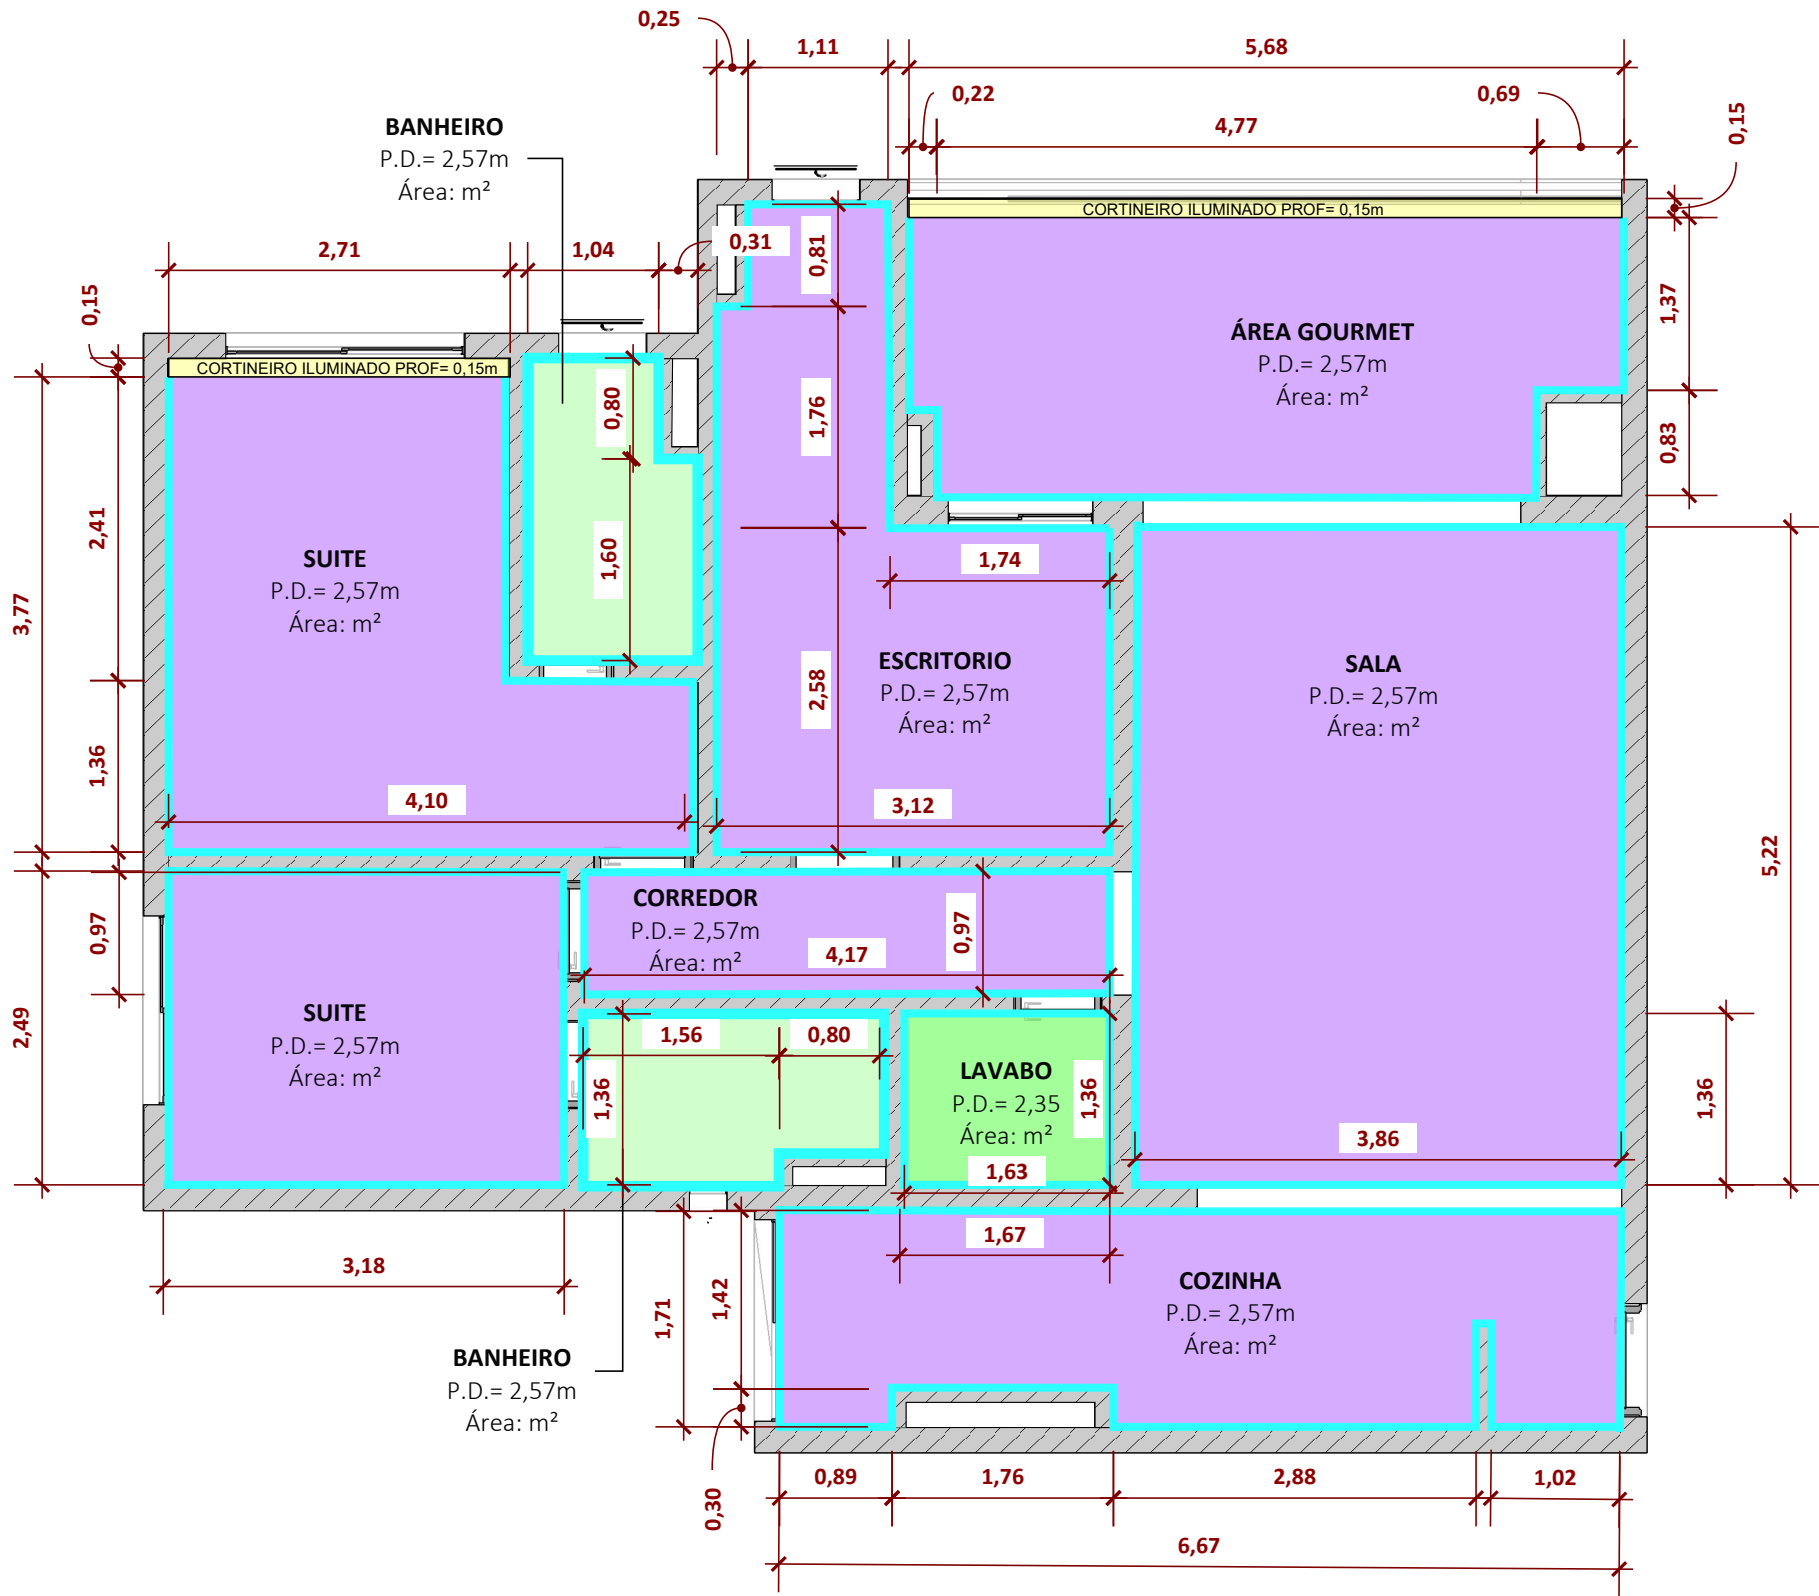 0,25
1,11
5,68
0,22
0,69
4,77
0,15
BANHEIRO
P.D.= 2,57m
Área: m²
CORTINEIRO ILUMINADO PROF= 0,15m
2,71
1,04
0,31
0,81
0,15
1,37
CORTINEIRO ILUMINADO PROF= 0,15m
ÁREA GOURMET
P.D.= 2,57m
Área: m²
0,80
1,76
0,83
2,41
1,60
SUITE
P.D.= 2,57m
Área: m²
1,74
3,77
2,58
ESCRITORIO
P.D.= 2,57m
Área: m²
SALA
P.D.= 2,57m
Área: m²
1,36
4,10
3,12
5,22
0,97
CORREDOR
P.D.= 2,57m
Área: m²
4,17
0,97
2,49
SUITE
P.D.= 2,57m
Área: m²
1,56
0,80
1,36
LAVABO
P.D.= 2,35
Área: m²
1,36
1,63
1,36
3,86
3,18
1,67
1,42
1,71
COZINHA
P.D.= 2,57m
Área: m²
BANHEIRO
P.D.= 2,57m
Área: m²
0,30
0,89
1,76
2,88
1,02
6,67